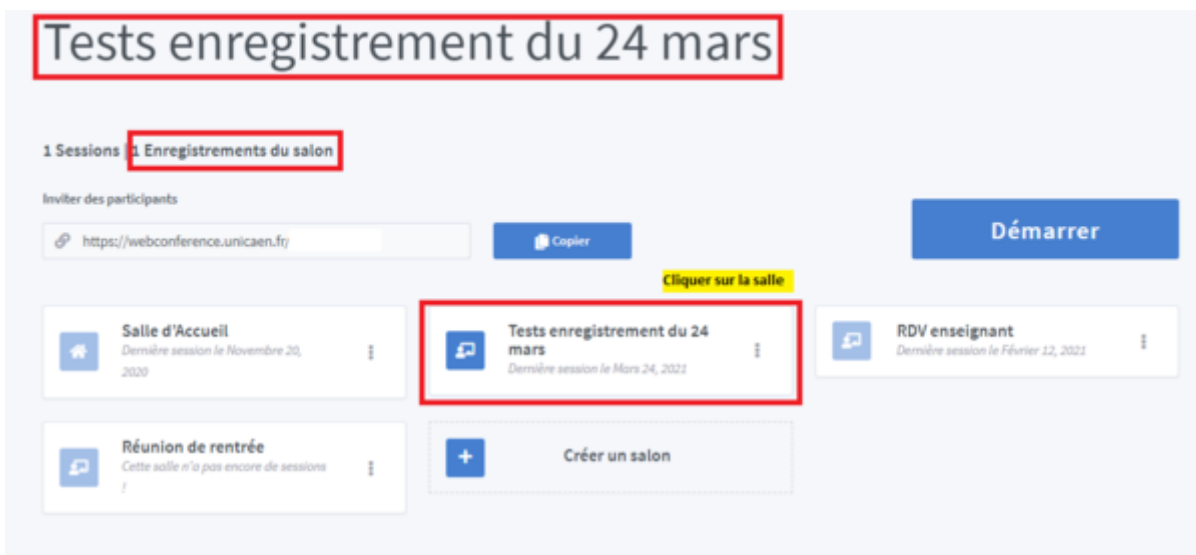 Tests enregistrement du 24 mars
1 Sessions | 1 Enregistrements du salon
Inviter des participants
https://webconference.unicaen.fr/
Copier
Démarrer
Cliquer sur la salle
Salle d'Accueil
Dernière session le Novembre 20,
2020
Tests enregistrement du 24
mars
Dernière session le Mars 24, 2021
RDV enseignant
Dernière session le Février 12, 2021
Réunion de rentrée
Cette salle n'a pas encore de sessions
!
Créer un salon